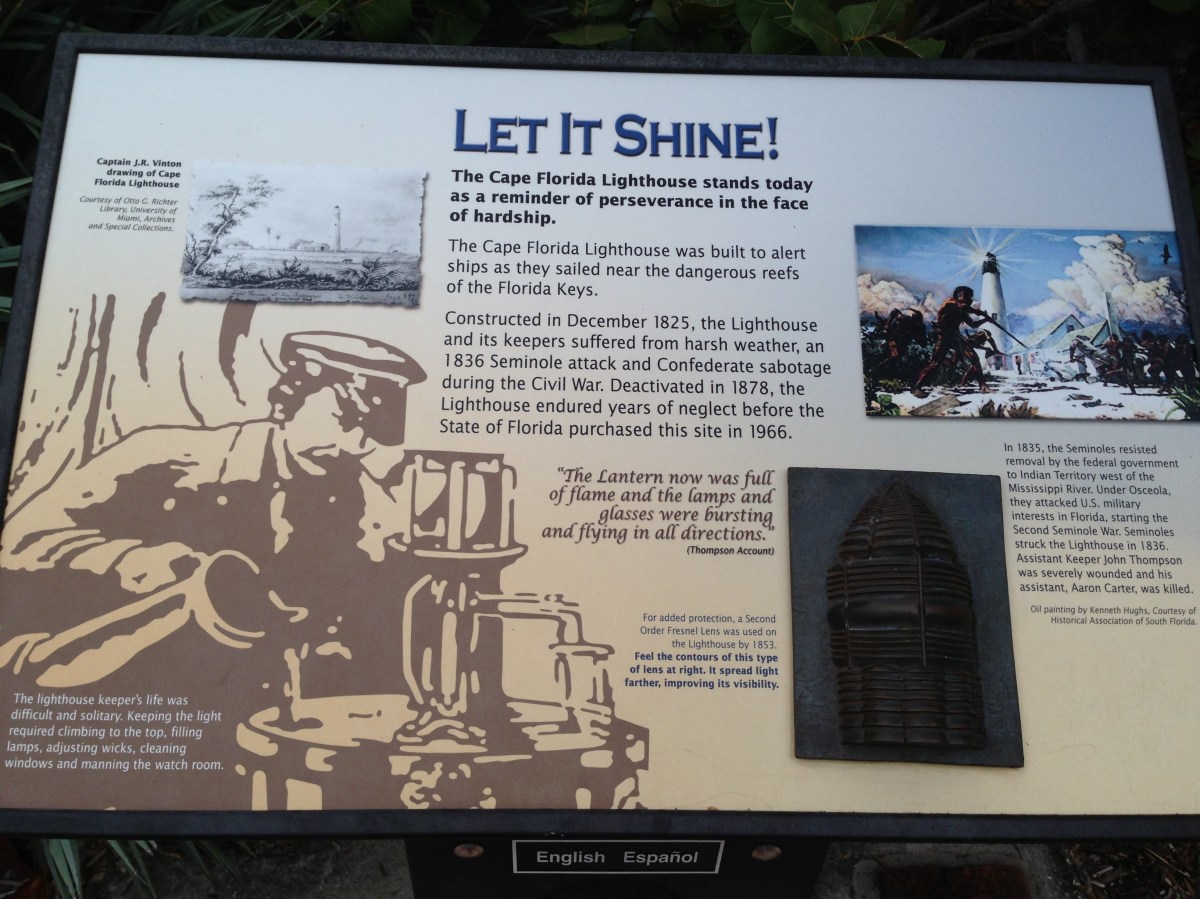 LET IT SHINE!
The Cape Florida Lighthouse stands today
as a reminder of perseverance in the face
of hardship.
The Cape Florida Lighthouse was built to alert
ships as they sailed near the dangerous reefs
of the Florida Keys.
Constructed in December 1825, the Lighthouse
and its keepers suffered from harsh weather, an
1836 Seminole attack and Confederate sabotage
during the Civil War. Deactivated in 1878, the
Lighthouse endured years of neglect before the
State of Florida purchased this site in 1966.
Captain J.R. Vinton
drawing of Cape
Florida Lighthouse
Courtesy of Otto G. Richter
Library, University of
Miami, Archives
and Special Collections.
"The Lantern now was full
of flame and the lamps and
glasses were bursting
and flying in all directions."
(Thompson Account)
In 1835, the Seminoles resisted
removal by the federal government
to Indian Territory west of the
Mississippi River. Under Osceola,
they attacked U.S. military
interests in Florida, starting the
Second Seminole War. Seminoles
struck the Lighthouse in 1836.
Assistant Keeper John Thompson
was severely wounded and his
assistant, Aaron Carter, was killed.
Oil painting by Kenneth Hughs, Courtesy of
Historical Association of South Florida.
For added protection, a Second
Order Fresnel Lens was used on
the Lighthouse by 1853.
Feel the contours of this type
of lens at right. It spread light
farther, improving its visibility.
The lighthouse keeper's life was
difficult and solitary. Keeping the light
required climbing to the top, filling
lamps, adjusting wicks, cleaning
windows and manning the watch room.
English Español